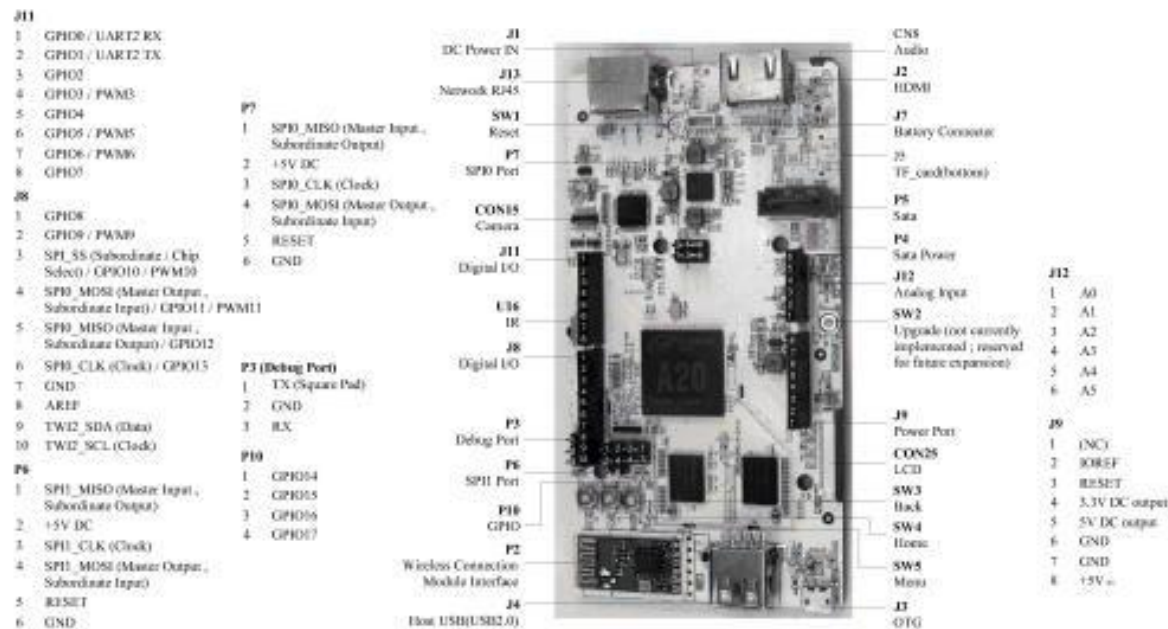 J11
1 GPIO0 / UART2 RX
2 GPIO1 / UART2 TX
3 GPIO2
4 GPIO3 / PWM3
5 GPIO4
6 GPIO5 / PWM5
7 GPIO6 / PWM6
8 GPIO7
J8
1 GPIO8
2 GPIO9 / PWM9
3 SPI_SS (Subordinate / Chip
Select) / GPIO10 / PWM10
4 SPI0_MOSI (Master Output ,
Subordinate Input) / GPIO11 / PWM11
5 SPI0_MISO (Master Input ,
Subordinate Output) / GPIO12
6 SPI0_CLK (Clock) / GPIO13
7 GND
8 AREF
9 TWI2_SDA (Data)
10 TWI2_SCL (Clock)
P6
1 SPI1_MISO (Master Input ,
Subordinate Output)
2 +5V DC
3 SPI1_CLK (Clock)
4 SPI1_MOSI (Master Output ,
Subordinate Input)
5 RESET
6 GND
P7
1 SPI0_MISO (Master Input ,
Subordinate Output)
2 +5V DC
3 SPI0_CLK (Clock)
4 SPI0_MOSI (Master Output ,
Subordinate Input)
5 RESET
6 GND
P3 (Debug Port)
1 TX (Square Pad)
2 GND
3 RX
P10
1 GPIO14
2 GPIO15
3 GPIO16
4 GPIO17
J1
DC Power IN
J13
Network RJ45
SW1
Reset
P7
SPI0 Port
CON15
Camera
J11
Digital I/O
U16
IR
J8
Digital I/O
P3
Debug Port
P6
SPI1 Port
P10
GPIO
P2
Wireless Connection
Module Interface
J4
Host USB(USB2.0)
A20
CN8
Audio
J2
HDMI
J7
Battery Connector
TF_card(bottom)
P5
Sata
P4
Sata Power
J12
Analog Input
SW2
Upgrade (not currently
implemented ; reserved
for future expansion)
J9
Power Port
CON25
LCD
SW3
Back
SW4
Home
SW5
Menu
J3
OTG
J12
1 A0
2 A1
3 A2
4 A3
5 A4
6 A5
J9
1 (NC)
2 IOREF
3 RESET
4 3.3V DC output
5 5V DC output
6 GND
7 GND
8 +5V